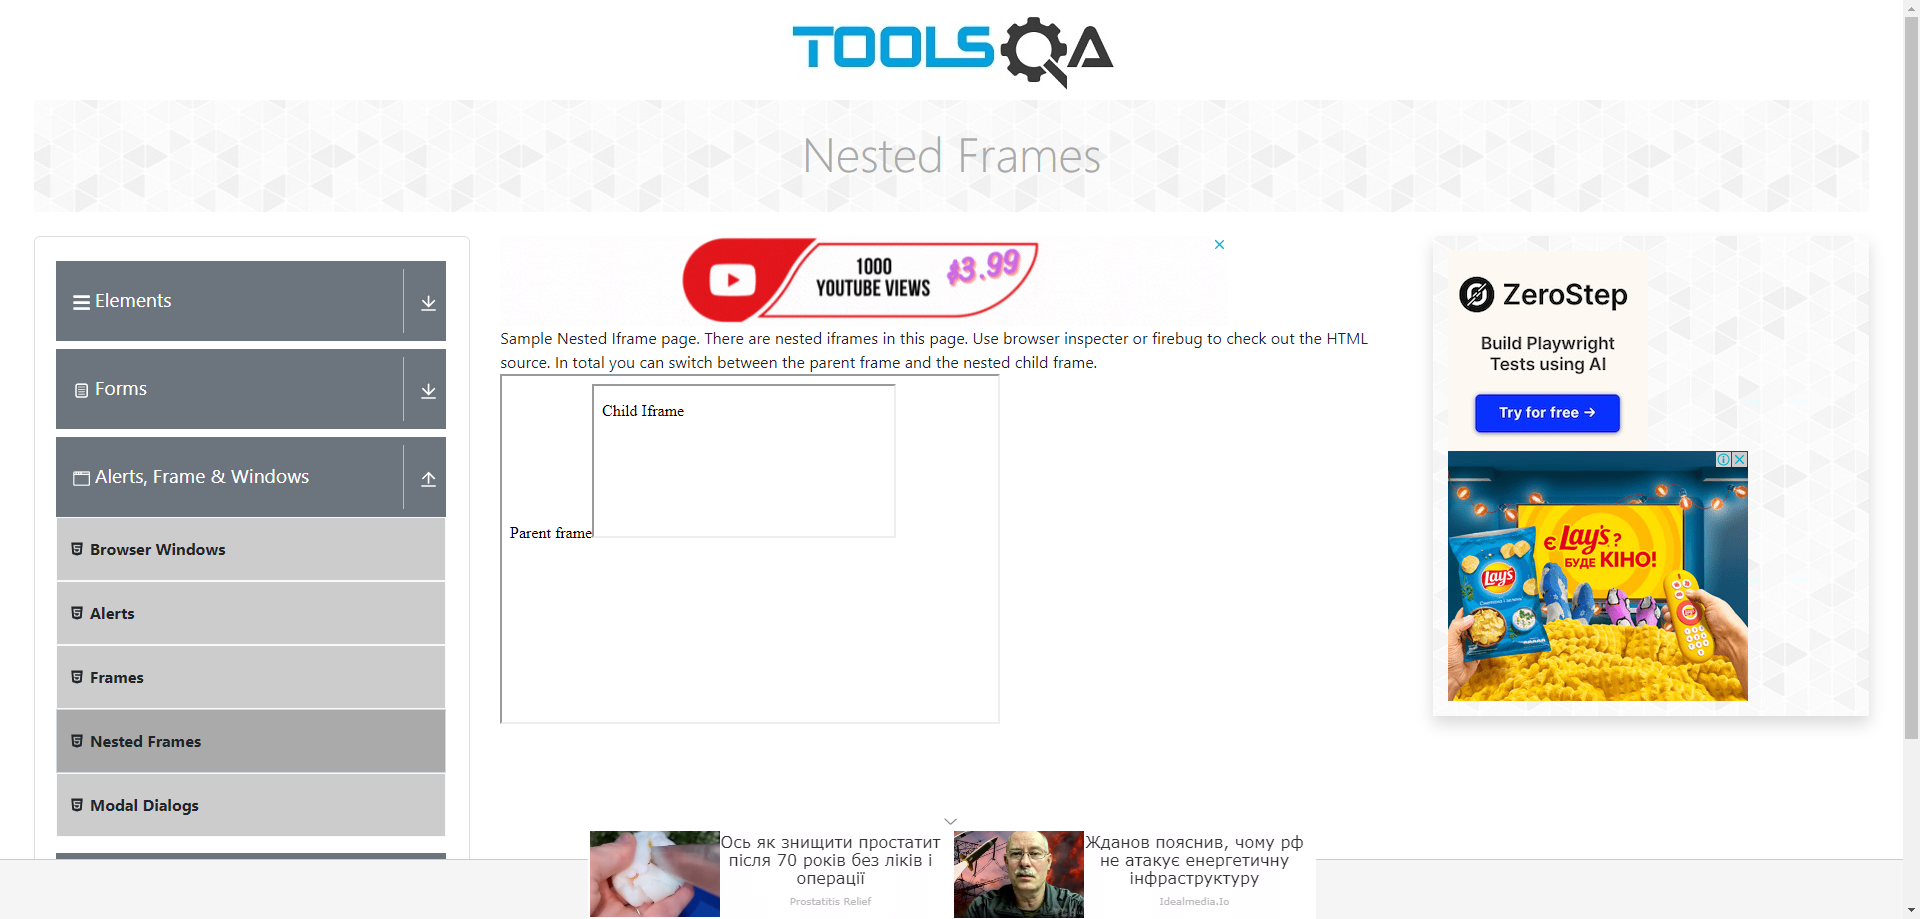 TOOLSQA
Nested Frames
Elements
Forms
Alerts, Frame & Windows
Browser Windows
Alerts
Frames
Nested Frames
Modal Dialogs
1000
YOUTUBE VIEWS
$3.99
Sample Nested Iframe page. There are nested iframes in this page. Use browser inspecter or firebug to check out the HTML
source. In total you can switch between the parent frame and the nested child frame.
Child Iframe
Parent frame
ZeroStep
Build Playwright
Tests using AI
Try for free →
Є Lay's?
БУДЕ КІНО!
Lay's
Ось як знищити простатит
після 70 років без ліків і
операції
Prostatitis Relief
Жданов пояснив, чому рф
не атакує енергетичну
інфраструктуру
Idealmedia.Io